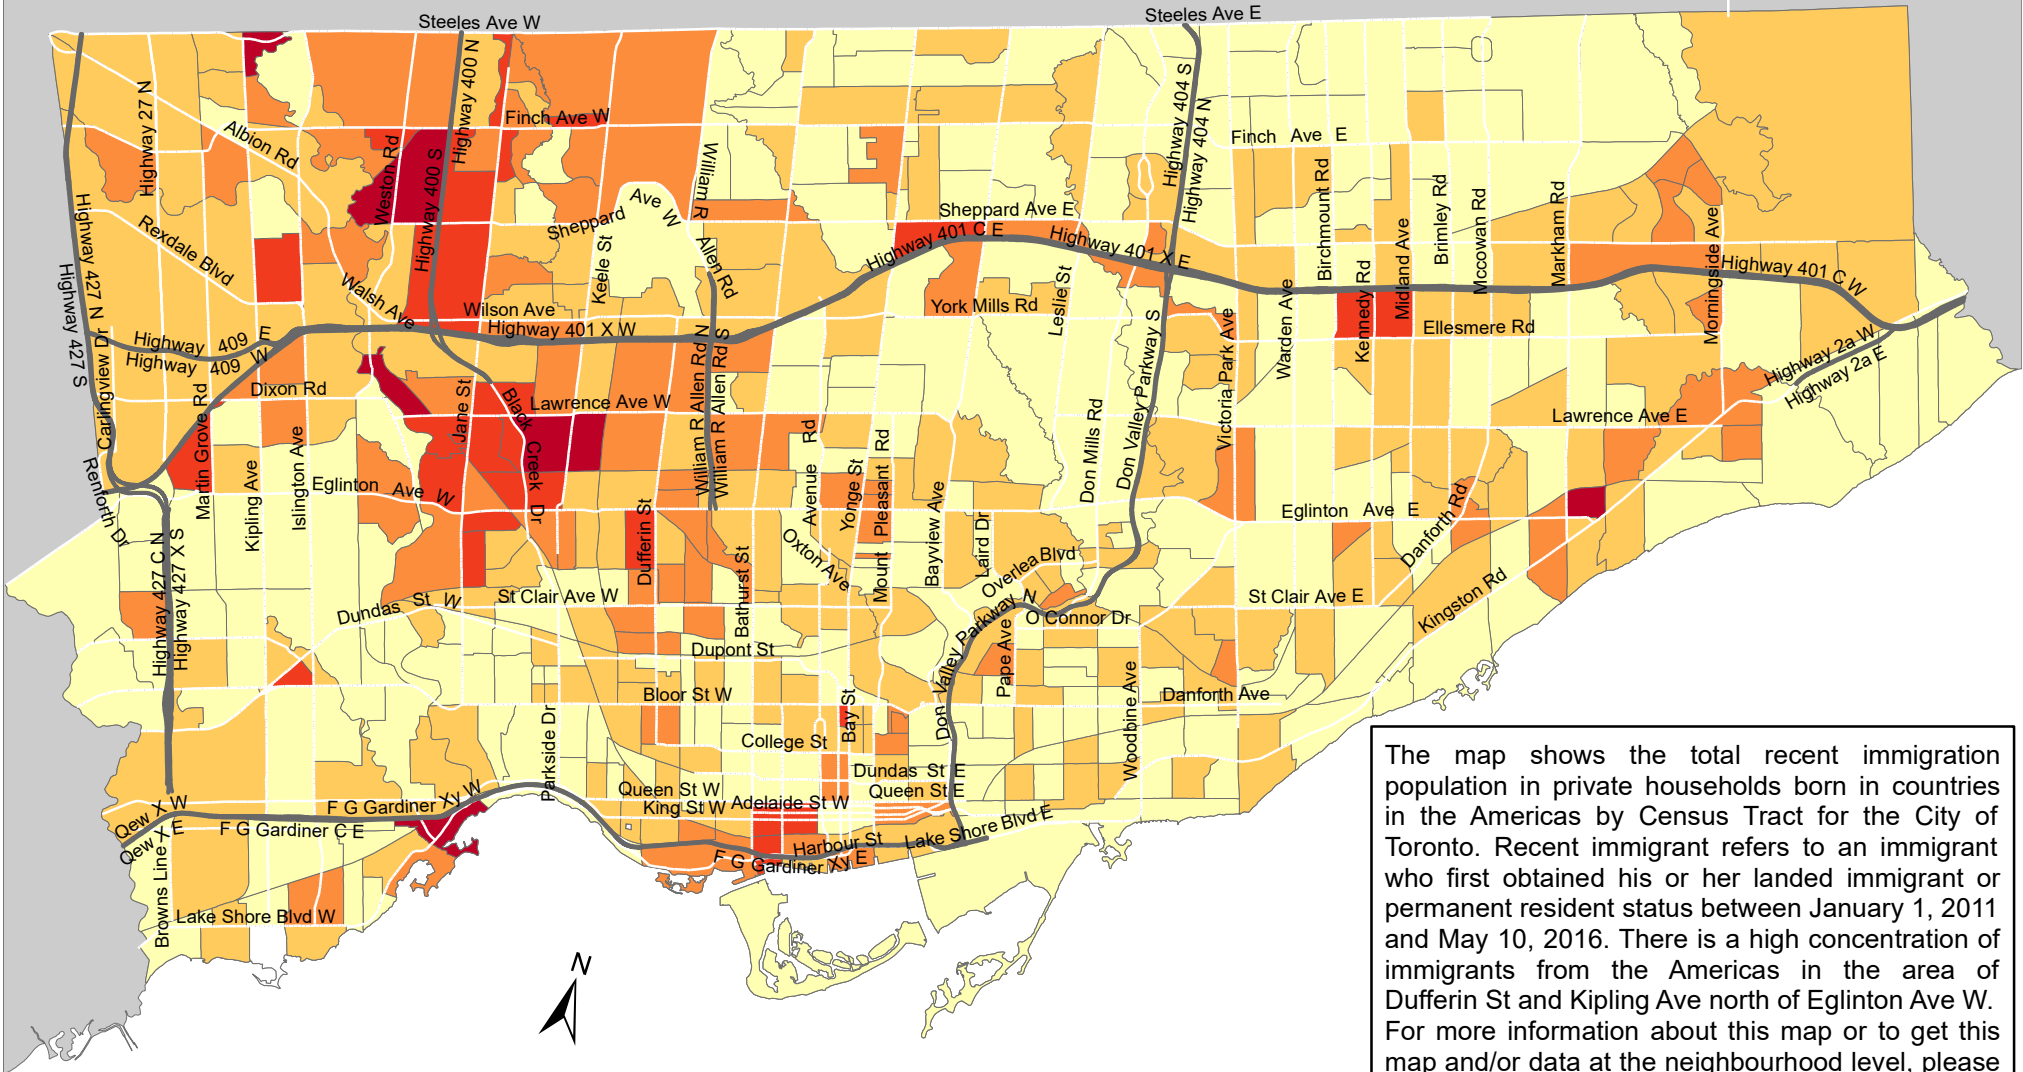 Steeles Ave W
Steeles Ave E
Highway 400 N
Highway 404 S
Highway 404 N
Highway 27 N
Finch Ave W
Finch Ave E
Albion Rd
Weston Rd
Highway 400 S
William R Allen Rd
Sheppard Ave W
Sheppard Ave E
Keele St
Birchmount Rd
Midland Ave
Brimley Rd
Mccowan Rd
Markham Rd
Morningside Ave
Highway 427 N
Highway 427 S
Rexdale Blvd
Walsh Ave
Wilson Ave
Highway 401 C E
Highway 401 X E
Highway 401 C W
York Mills Rd
Leslie St
Warden Ave
Kennedy Rd
Ellesmere Rd
Highway 401 X W
Highway 409 E
Highway 409 W
Carlingview Dr
Dixon Rd
Martin Grove Rd
Jane St
Black Creek Dr
Lawrence Ave W
William R Allen Rd N
William R Allen Rd S
Don Valley Parkway S
Victoria Park Ave
Highway 2a W
Highway 2a E
Lawrence Ave E
Renforth Dr
Kipling Ave
Islington Ave
Eglinton Ave W
Avenue Rd
Yonge St
Mount Pleasant Rd
Bayview Ave
Laird Dr
Don Mills Rd
Eglinton Ave E
Danforth Rd
Highway 427 C N
Highway 427 X S
Dufferin St
Bathurst St
Oxton Ave
Overlea Blvd
Dundas St W
St Clair Ave W
St Clair Ave E
Kingston Rd
Don Valley Parkway N
O Connor Dr
Pape Ave
Dupont St
Bloor St W
Bay St
Woodbine Ave
Danforth Ave
Parkside Dr
College St
Dundas St E
Queen St W
Queen St E
King St W
Adelaide St W
Qew X W
Qew X E
F G Gardiner Xy W
F G Gardiner C E
Browns Line
Harbour St
Lake Shore Blvd E
F G Gardiner Xy E
Lake Shore Blvd W
N
The map shows the total recent immigration
population in private households born in countries
in the Americas by Census Tract for the City of
Toronto. Recent immigrant refers to an immigrant
who first obtained his or her landed immigrant or
permanent resident status between January 1, 2011
and May 10, 2016. There is a high concentration of
immigrants from the Americas in the area of
Dufferin St and Kipling Ave north of Eglinton Ave W.
For more information about this map or to get this
map and/or data at the neighbourhood level, please